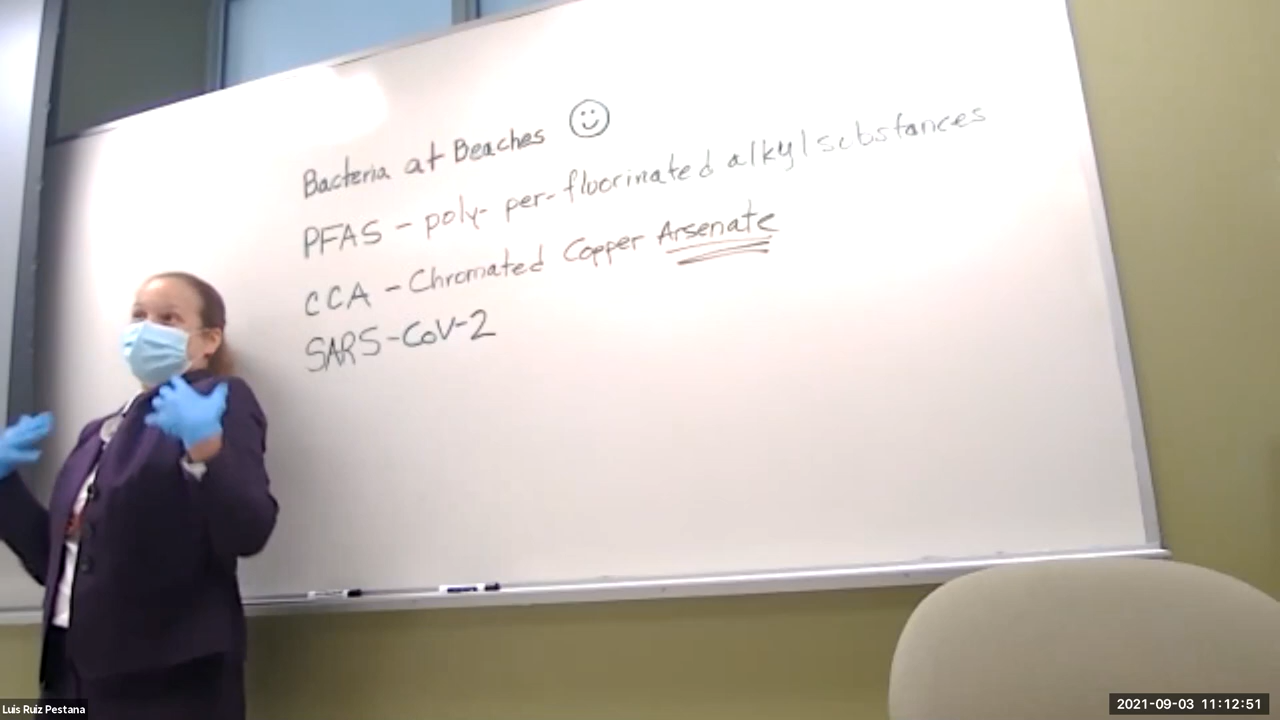 Bacteria at Beaches
PFAS - poly- per-fluorinated alkyl substances
CCA - Chromated Copper Arsenate
SARS-CoV-2
Luis Ruiz Pestana
2021-09-03 11:12:51